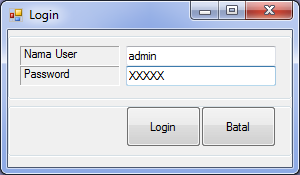 Login
Nama User admin
Password XXXXX
Login Batal